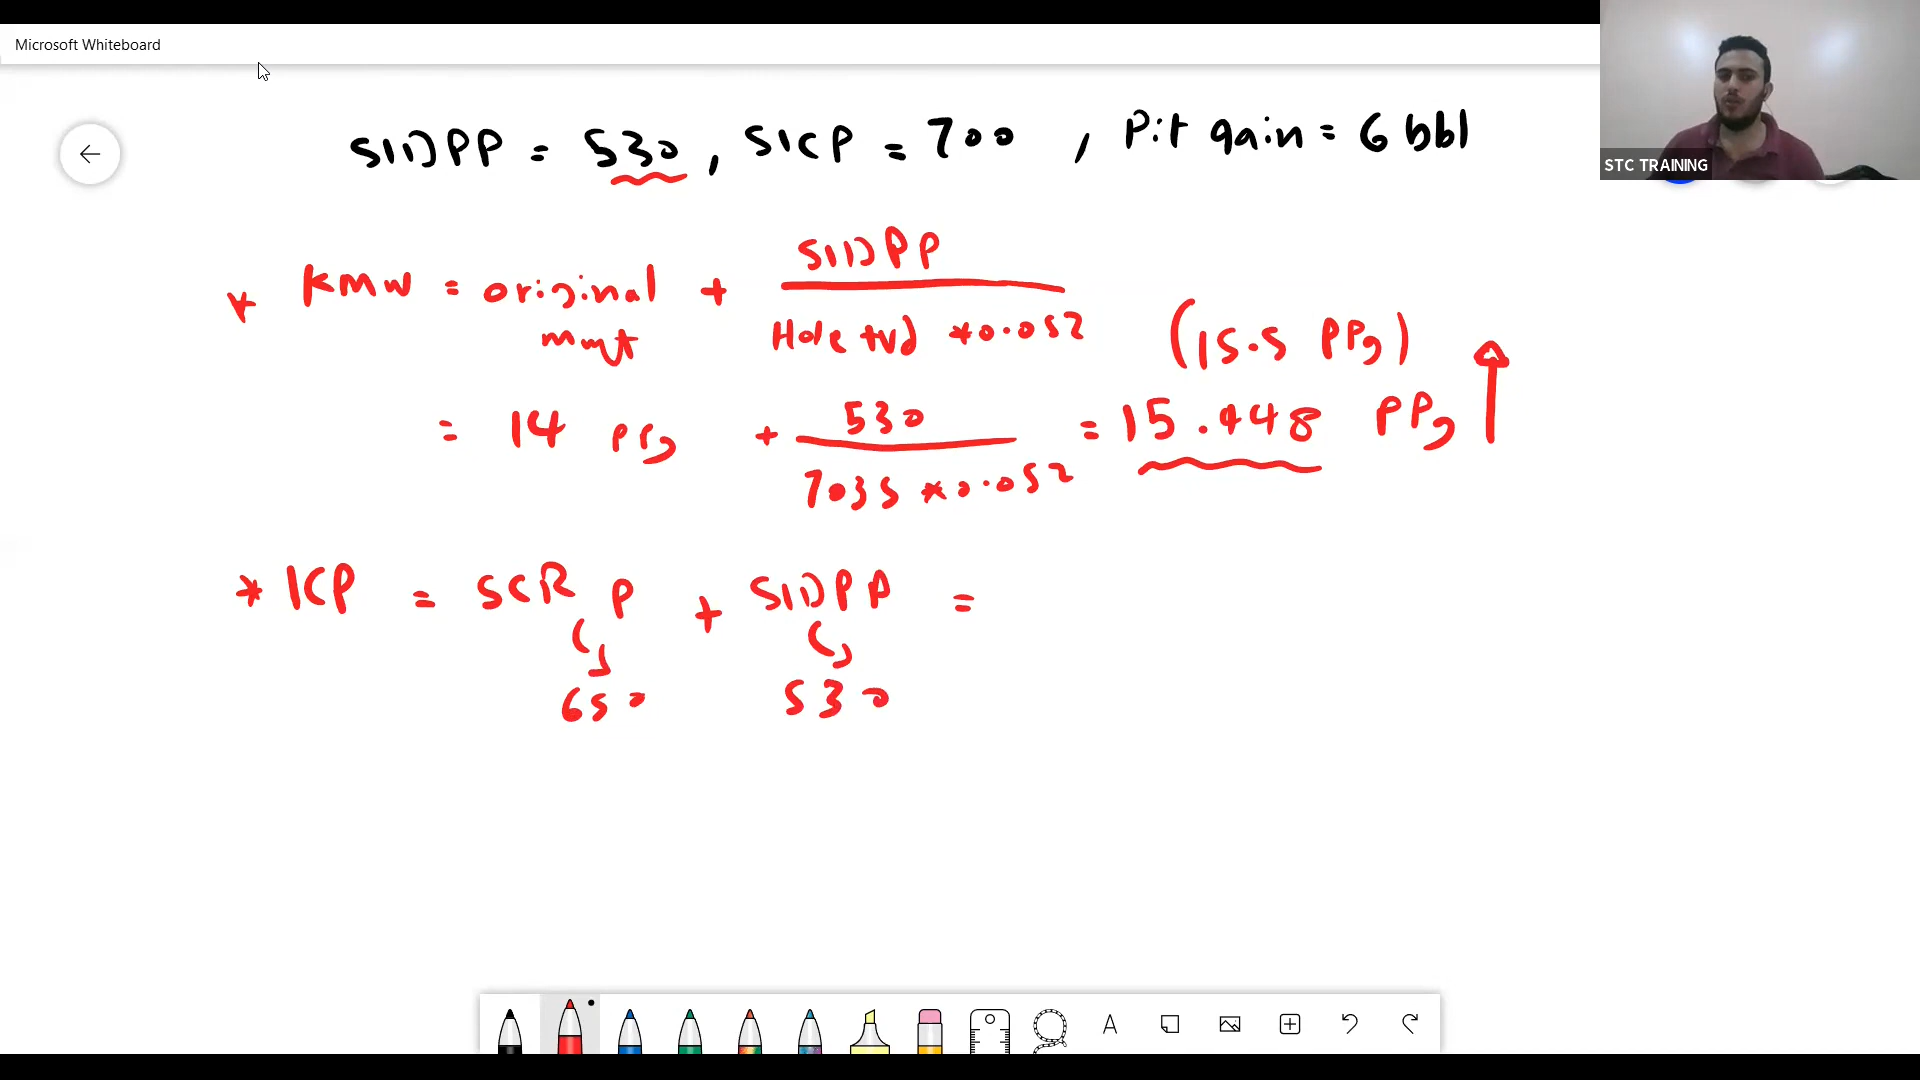 Microsoft Whiteboard
STC TRAINING
SIDPP = 530, SICP = 700 , Pit gain = 6 bbl
* KMW = original mwt + SIDPP / Hole tvd * 0.052
(15.5 PPg)
= 14 ppg + 530 / 7035 * 0.052 = 15.448 PPg
* ICP = SCR P + SIDPP =
650 530
A